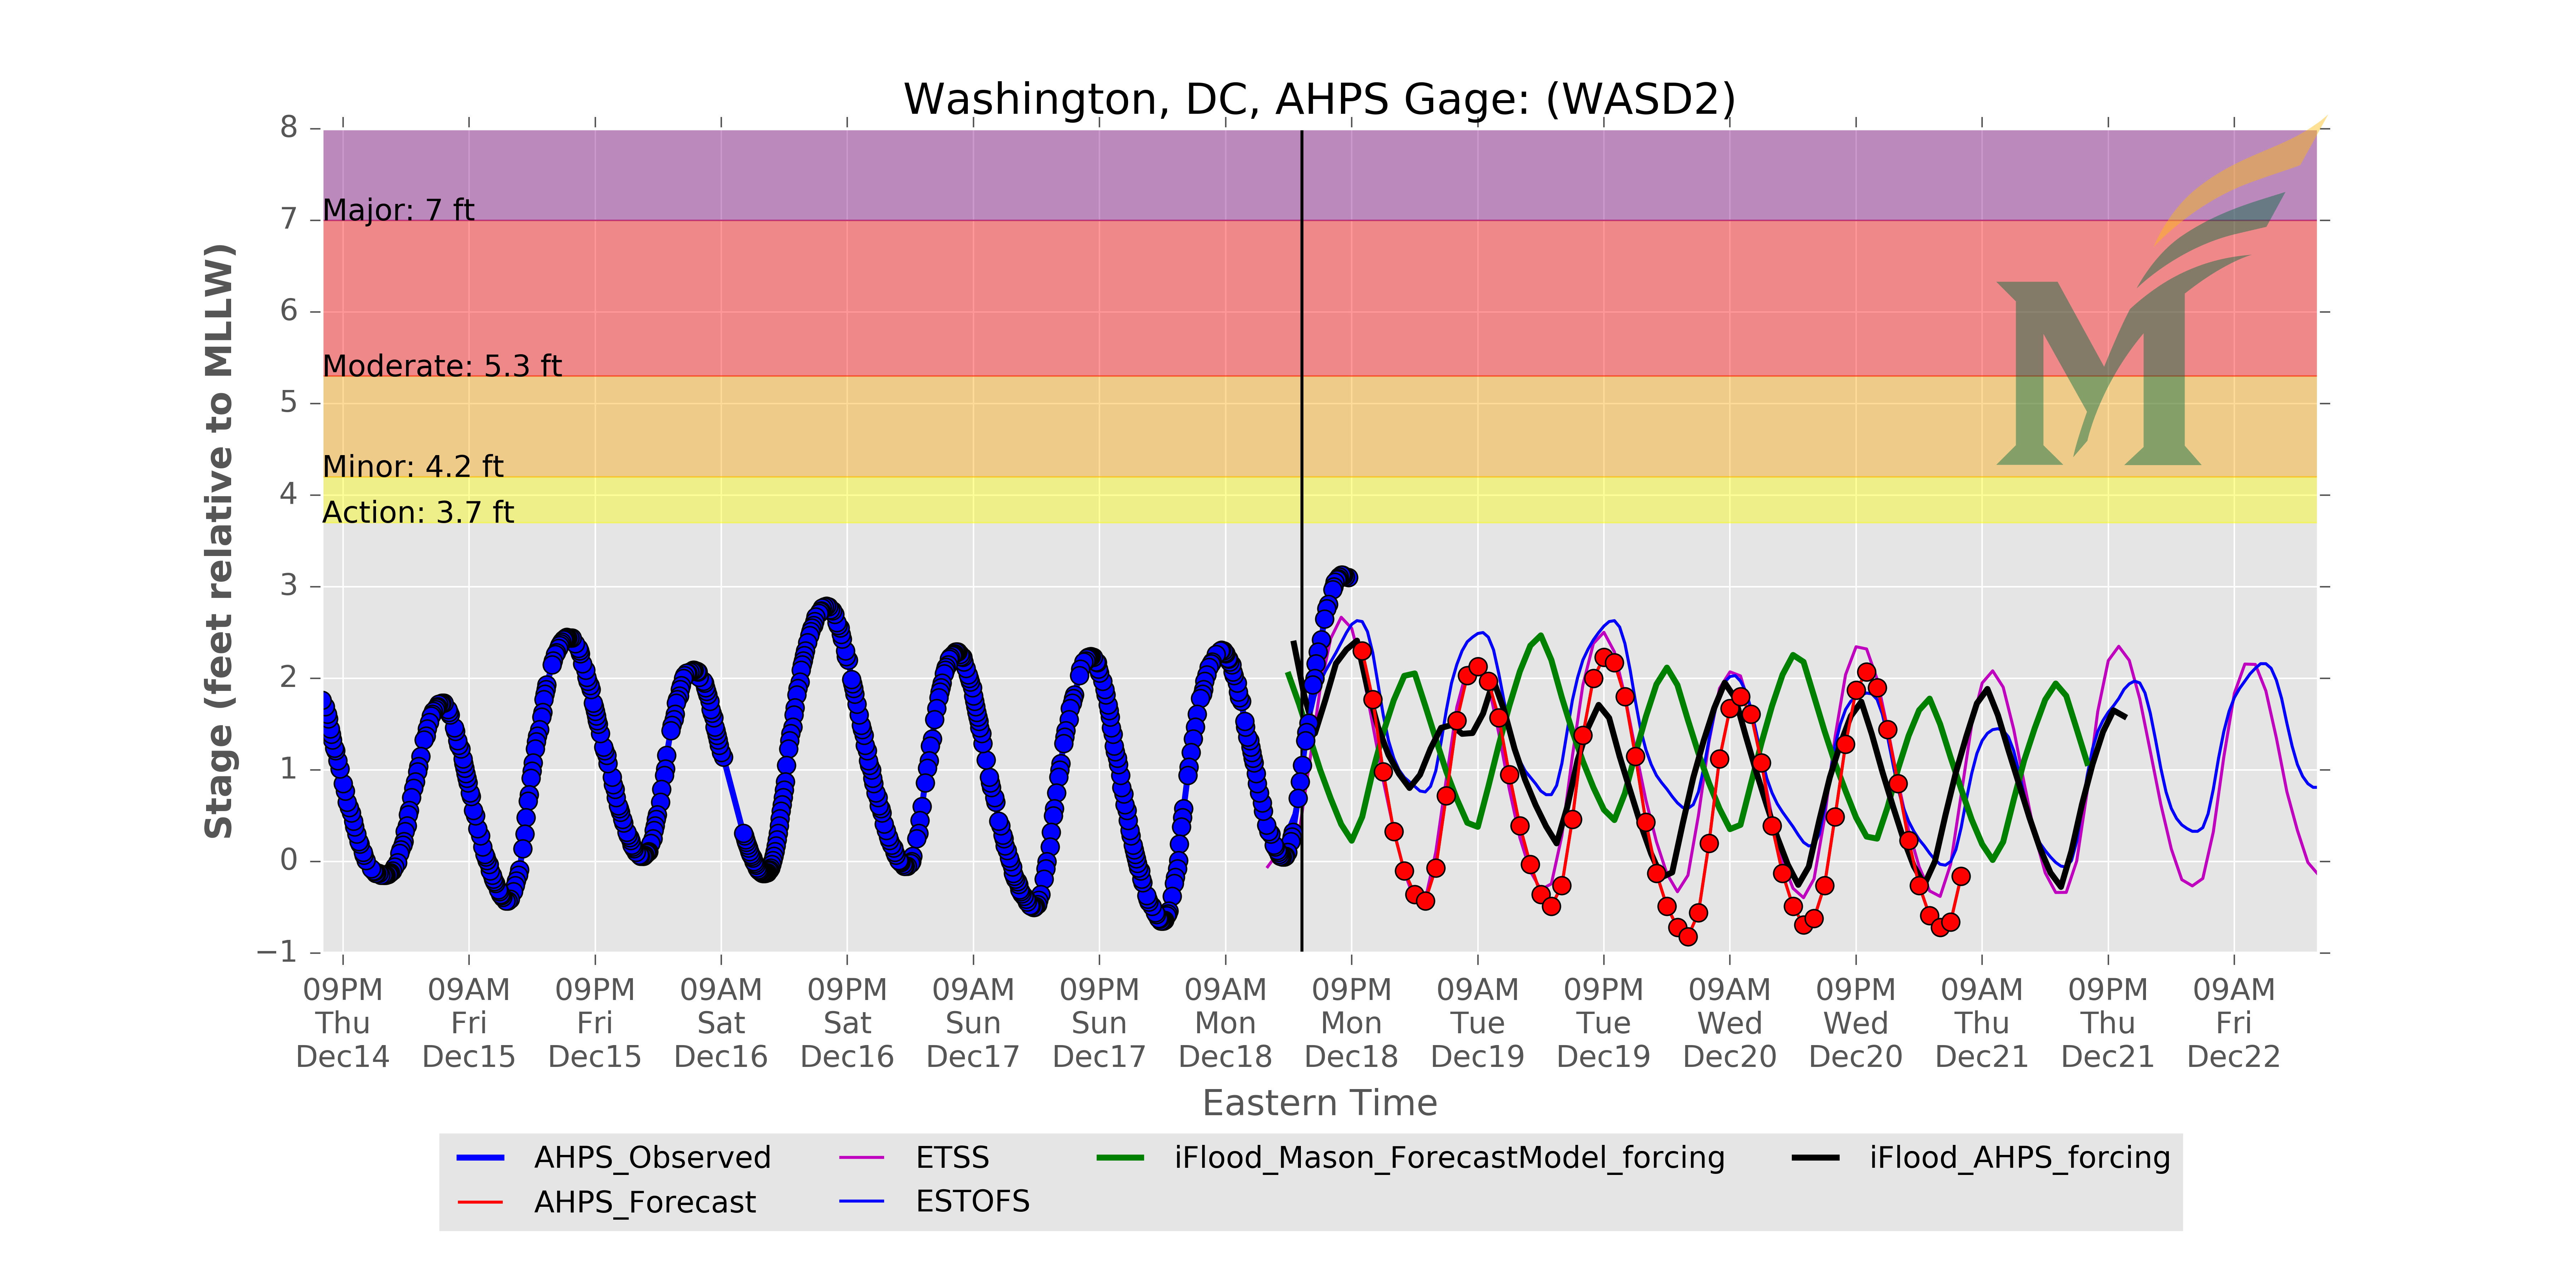 Washington, DC, AHPS Gage: (WASD2)
8
Major: 7 ft
7
6
Moderate: 5.3 ft
5
Minor: 4.2 ft
4
Action: 3.7 ft
3
2
1
0
−1
Stage (feet relative to MLLW)
09PM 09AM 09PM 09AM 09PM 09AM 09PM 09AM 09PM 09AM 09PM 09AM 09PM 09AM 09PM 09AM
Thu Fri Fri Sat Sat Sun Sun Mon Mon Tue Tue Wed Wed Thu Thu Fri
Dec14 Dec15 Dec15 Dec16 Dec16 Dec17 Dec17 Dec18 Dec18 Dec19 Dec19 Dec20 Dec20 Dec21 Dec21 Dec22
Eastern Time
AHPS_Observed ETSS iFlood_Mason_ForecastModel_forcing iFlood_AHPS_forcing
AHPS_Forecast ESTOFS
M